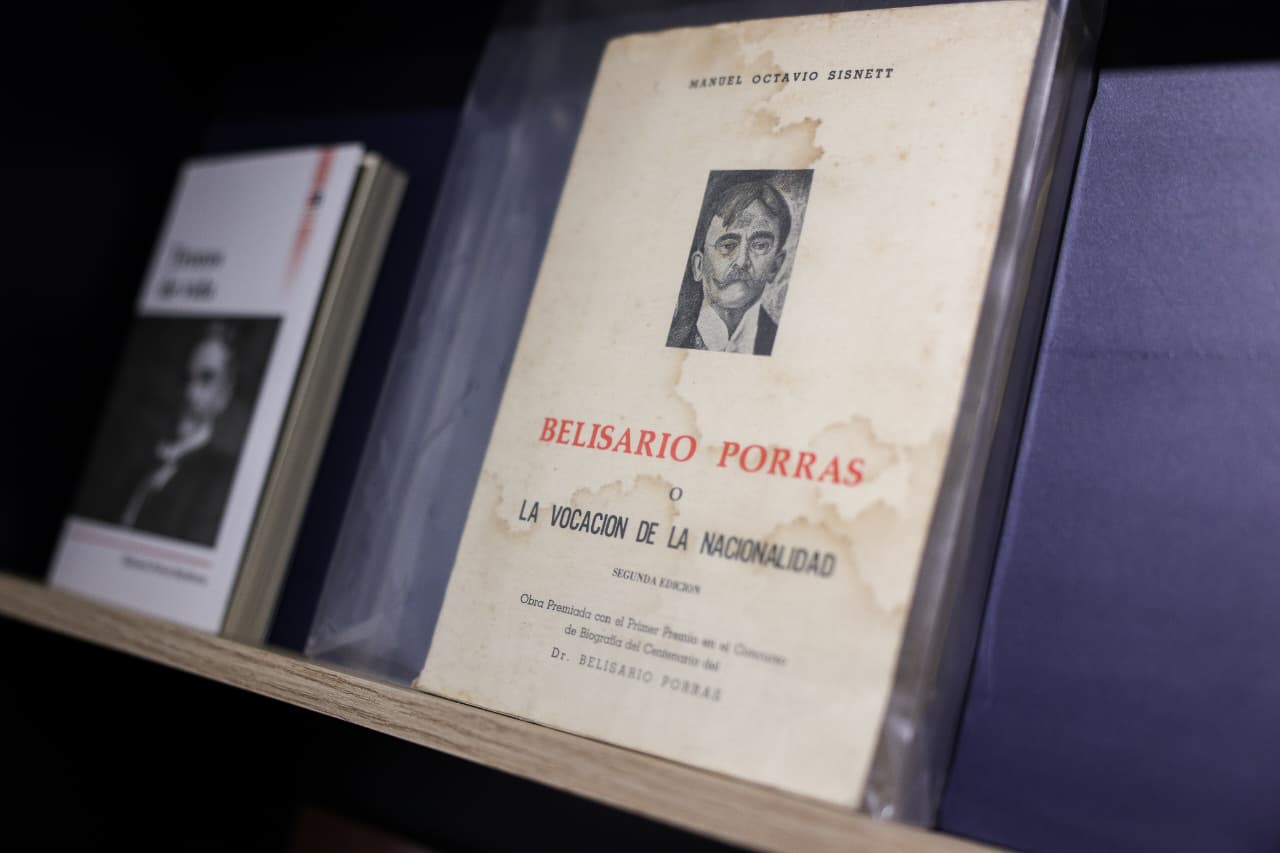 MANUEL OCTAVIO SISNETT
BELISARIO PORRAS
O
LA VOCACION DE LA NACIONALIDAD
SEGUNDA EDICION
Obra Premiada con el Primer Premio en el Concurso
de Biografía del Centenario del
Dr. BELISARIO PORRAS